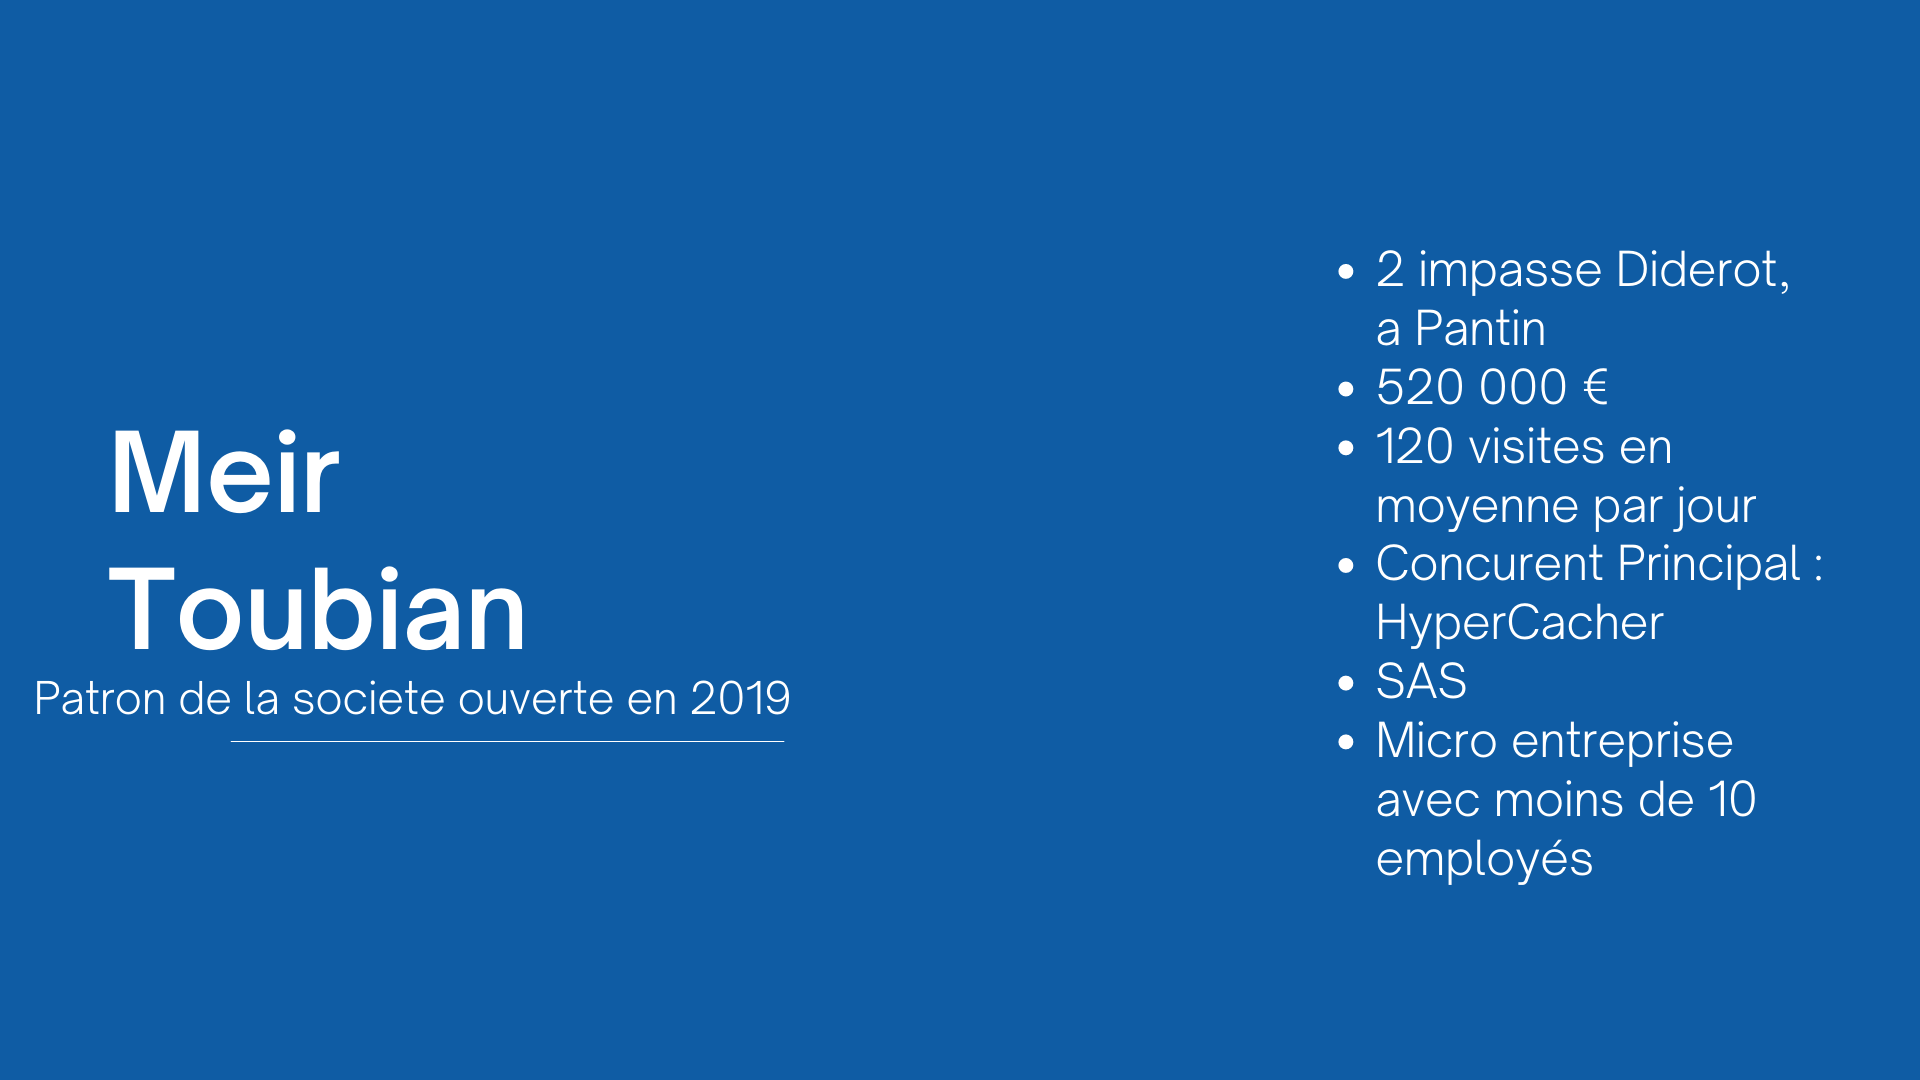 Meir
Toubian
Patron de la societe ouverte en 2019
• 2 impasse Diderot,
a Pantin
• 520 000 €
• 120 visites en
moyenne par jour
• Concurent Principal :
HyperCacher
• SAS
• Micro entreprise
avec moins de 10
employés